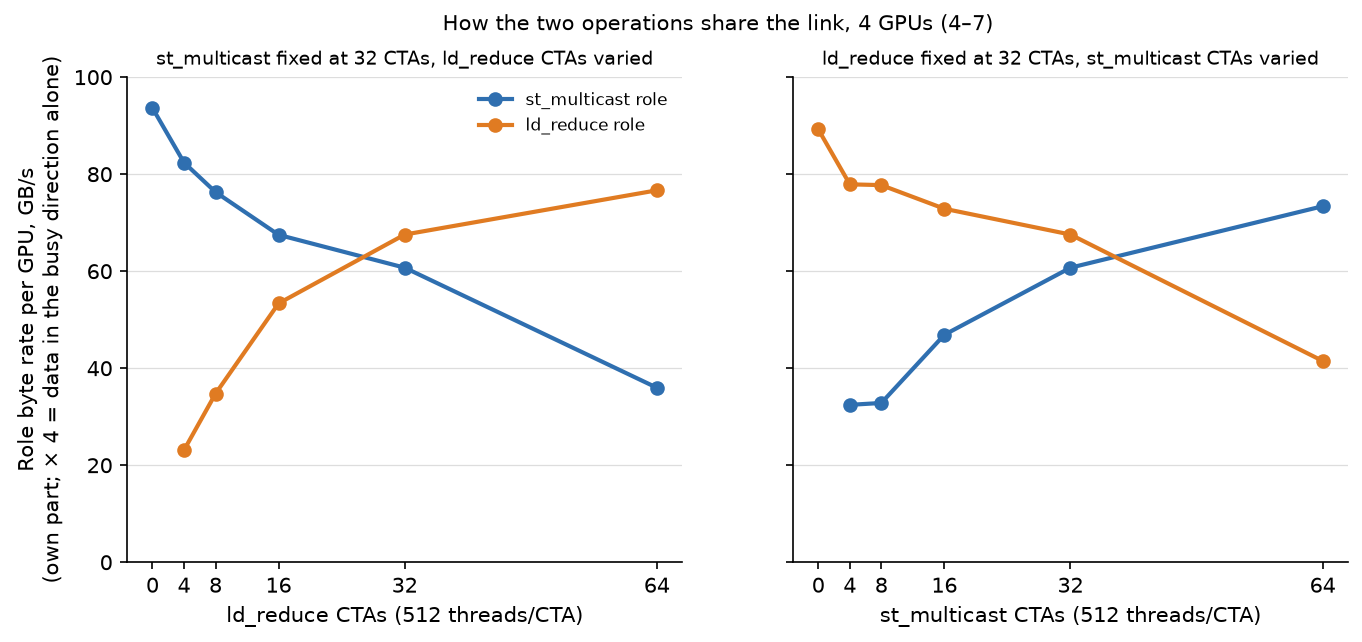 How the two operations share the link, 4 GPUs (4–7)
st_multicast fixed at 32 CTAs, ld_reduce CTAs varied
Role byte rate per GPU, GB/s
(own part; × 4 = data in the busy direction alone)
100
80
60
40
20
0
st_multicast role
ld_reduce role
0 4 8 16 32 64
ld_reduce CTAs (512 threads/CTA)
ld_reduce fixed at 32 CTAs, st_multicast CTAs varied
0 4 8 16 32 64
st_multicast CTAs (512 threads/CTA)